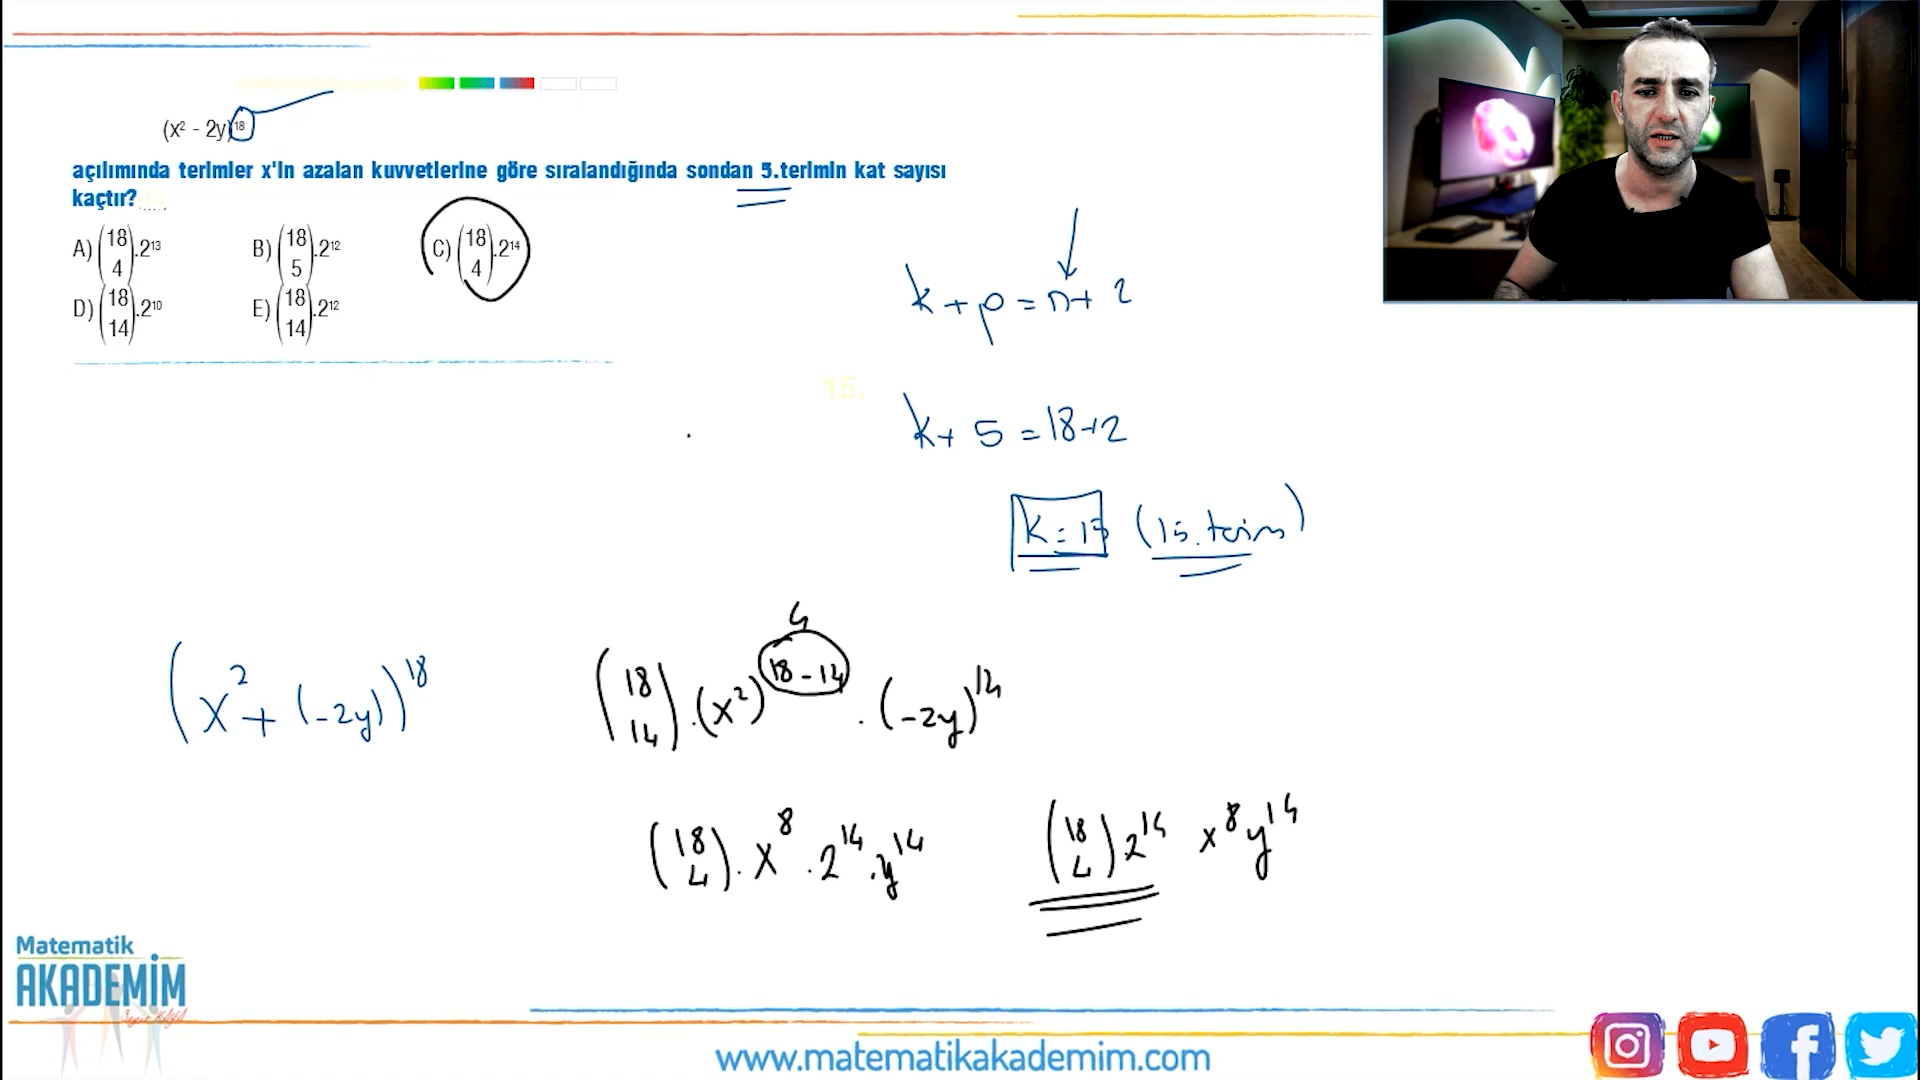 (x² - 2y)¹⁸
açılımında terimler x'in azalan kuvvetlerine göre sıralandığında sondan 5.terimin kat sayısı
kaçtır?
A) (18 4).2¹³ B) (18 5).2¹² C) (18 4).2¹⁴
D) (18 14).2¹⁰ E) (18 14).2¹²
k + p = n + 2
15.
k + 5 = 18 + 2
k = 15 (15. terim)
4
(x² + (-2y))¹⁸ (18 14).(x²)¹⁸⁻¹⁴ . (-2y)¹⁴
(18 4). x⁸ . 2¹⁴ . y¹⁴ (18 4) 2¹⁴ x⁸ y¹⁴
Matematik
AKADEMİM
www.matematikakademim.com